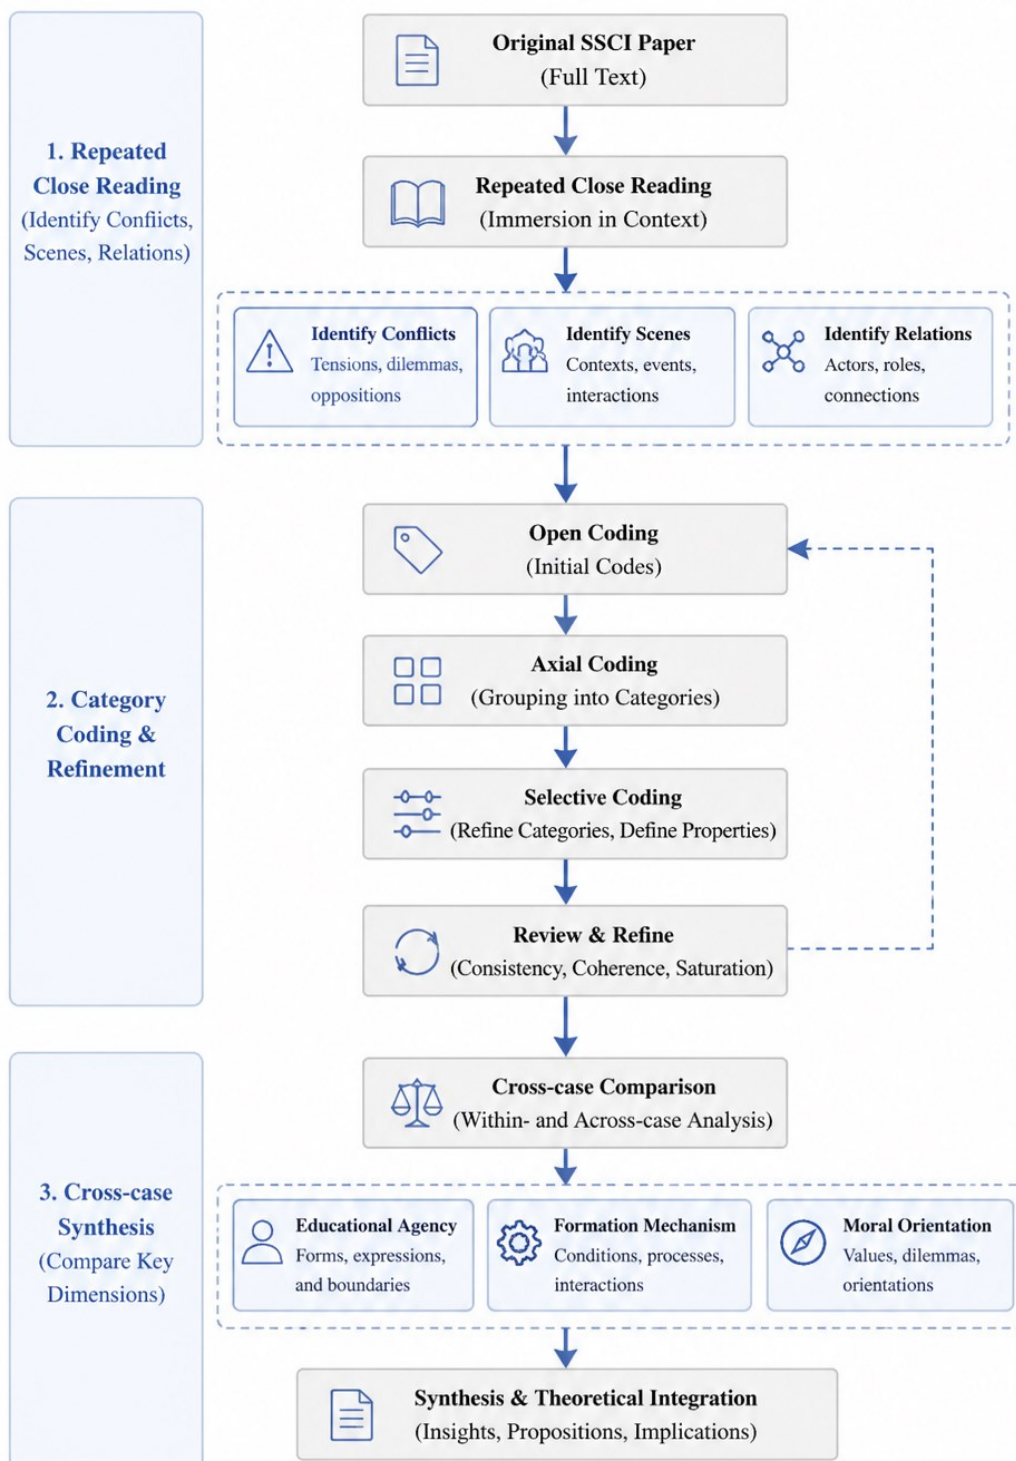 Original SSCI Paper
(Full Text)
1. Repeated
Close Reading
(Identify Conflicts,
Scenes, Relations)
Repeated Close Reading
(Immersion in Context)
Identify Conflicts
Tensions, dilemmas,
oppositions
Identify Scenes
Contexts, events,
interactions
Identify Relations
Actors, roles,
connections
2. Category
Coding &
Refinement
Open Coding
(Initial Codes)
Axial Coding
(Grouping into Categories)
Selective Coding
(Refine Categories, Define Properties)
Review & Refine
(Consistency, Coherence, Saturation)
3. Cross-case
Synthesis
(Compare Key
Dimensions)
Cross-case Comparison
(Within- and Across-case Analysis)
Educational Agency
Forms, expressions,
and boundaries
Formation Mechanism
Conditions, processes,
interactions
Moral Orientation
Values, dilemmas,
orientations
Synthesis & Theoretical Integration
(Insights, Propositions, Implications)